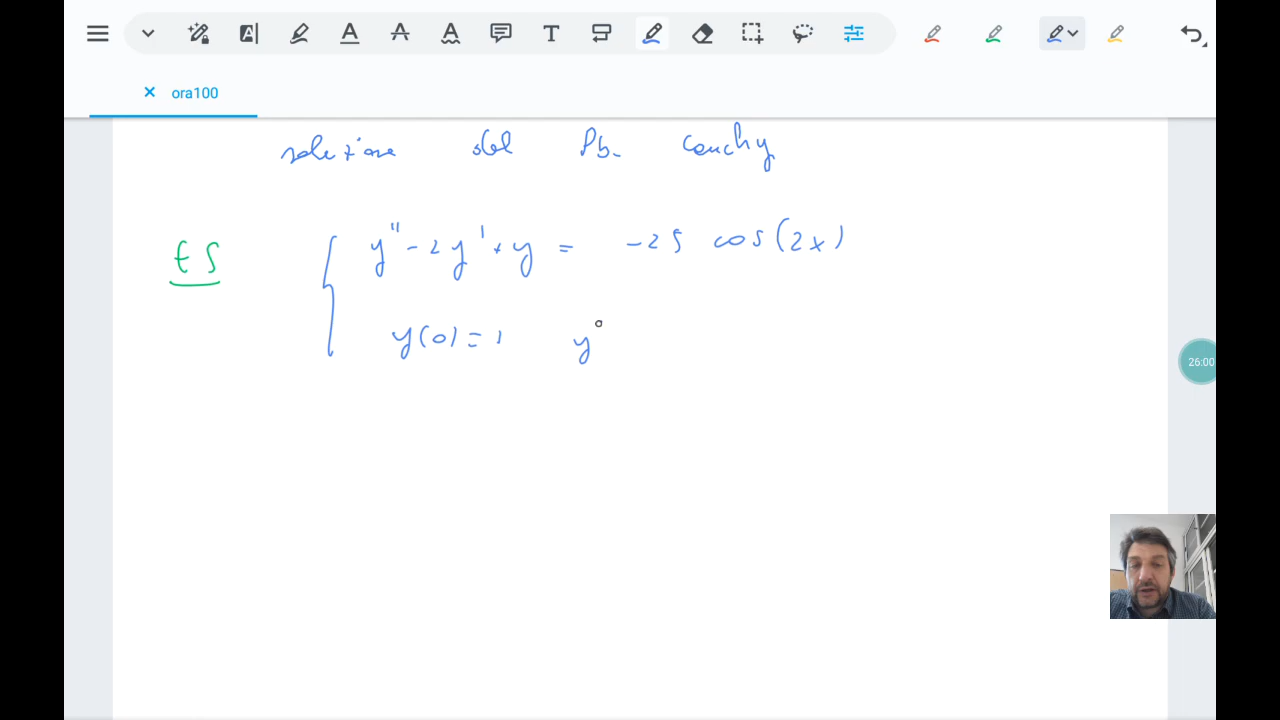 ora100
soluzione del Pb. Cauchy
ES y'' - 2y' + y = -25 cos(2x)
y(0) = 1 y
26:00